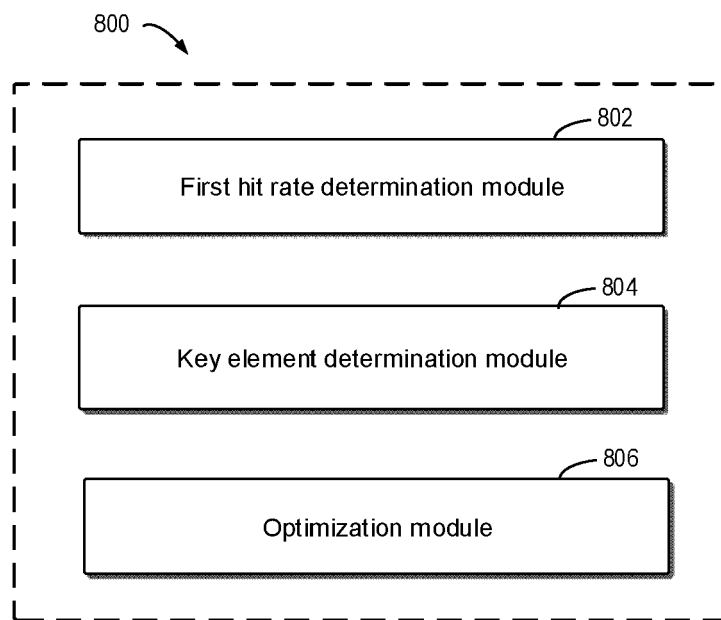 800
802
First hit rate determination module
804
Key element determination module
806
Optimization module